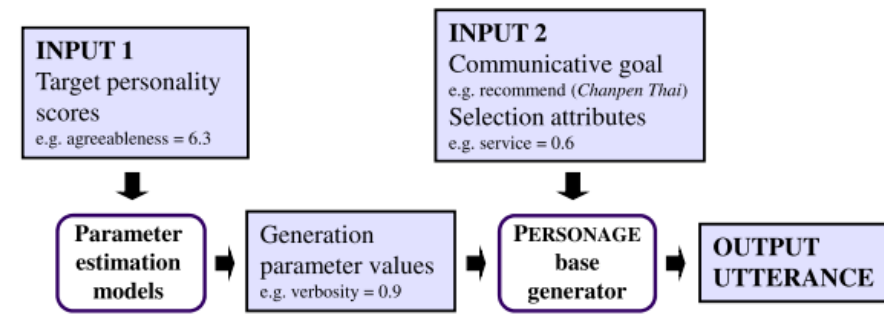 INPUT 1
Target personality
scores
e.g. agreeableness = 6.3
INPUT 2
Communicative goal
e.g. recommend (Chanpen Thai)
Selection attributes
e.g. service = 0.6
Parameter
estimation
models
Generation
parameter values
e.g. verbosity = 0.9
PERSONAGE
base
generator
OUTPUT
UTTERANCE